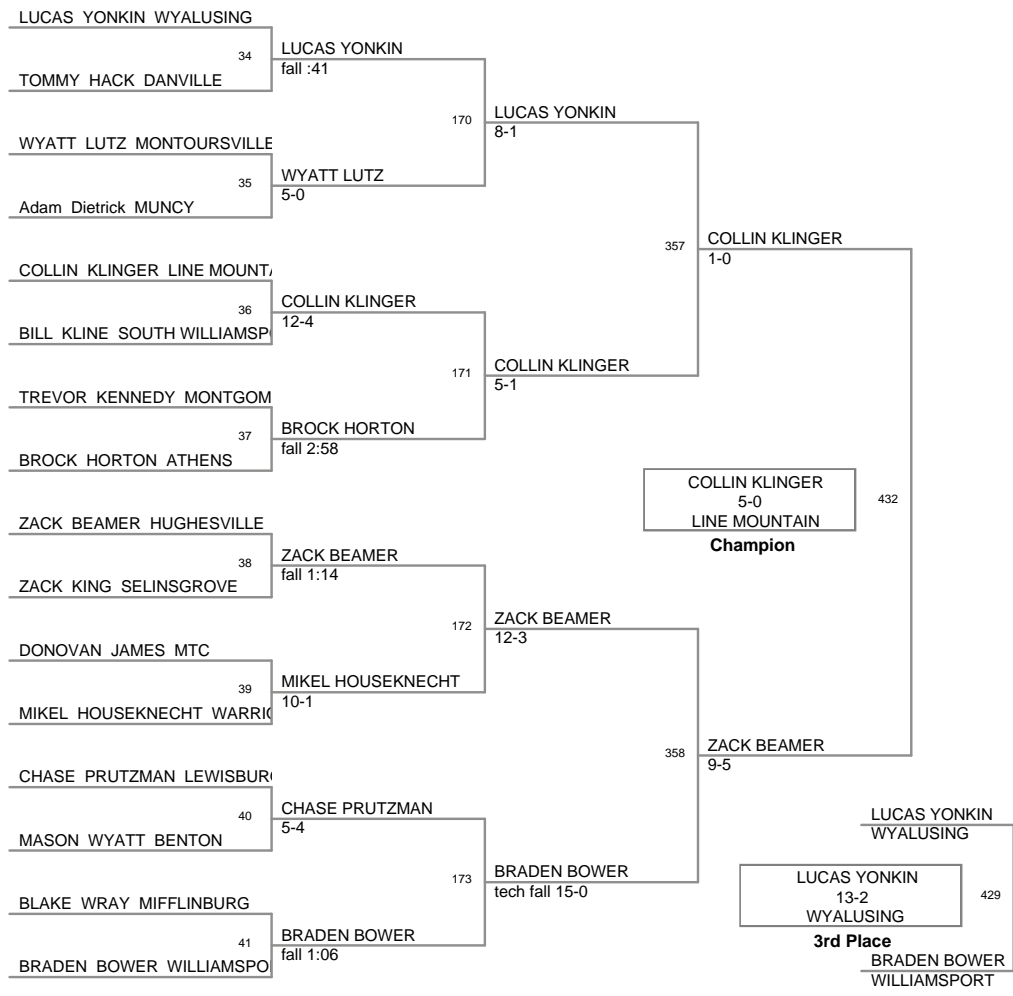 LUCAS YONKIN WYALUSING
34
LUCAS YONKIN
fall :41
TOMMY HACK DANVILLE
170
LUCAS YONKIN
8-1
WYATT LUTZ MONTOURSVILLE
35
WYATT LUTZ
5-0
Adam Dietrick MUNCY
357
COLLIN KLINGER
1-0
COLLIN KLINGER LINE MOUNTA
36
COLLIN KLINGER
12-4
BILL KLINE SOUTH WILLIAMSPO
171
COLLIN KLINGER
5-1
TREVOR KENNEDY MONTGOM
37
BROCK HORTON
fall 2:58
BROCK HORTON ATHENS
COLLIN KLINGER
5-0
LINE MOUNTAIN
Champion
432
ZACK BEAMER HUGHESVILLE
38
ZACK BEAMER
fall 1:14
ZACK KING SELINSGROVE
172
ZACK BEAMER
12-3
DONOVAN JAMES MTC
39
MIKEL HOUSEKNECHT
10-1
MIKEL HOUSEKNECHT WARRIO
358
ZACK BEAMER
9-5
CHASE PRUTZMAN LEWISBURG
40
CHASE PRUTZMAN
5-4
MASON WYATT BENTON
173
BRADEN BOWER
tech fall 15-0
BLAKE WRAY MIFFLINBURG
41
BRADEN BOWER
fall 1:06
BRADEN BOWER WILLIAMSPO
LUCAS YONKIN
WYALUSING
LUCAS YONKIN
13-2
WYALUSING
3rd Place
429
BRADEN BOWER
WILLIAMSPORT